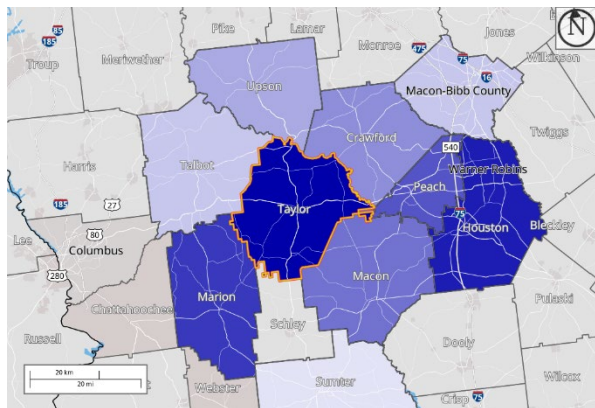 Pike
Lamar
Jones
N
85
185
Troup
Meriwether
Monroe
475
75
Wilkinson
Upson
16
Macon-Bibb County
Crawford
Twiggs
Harris
Talbot
540
Warner Robins
Peach
185
27
Taylor
75
Houston
Bleckley
Lee
80
Columbus
280
Marion
Macon
Chattahoochee
Pulaski
Schley
Russell
Dooly
20 km
20 mi
Webster
Sumter
Wilcox
Crisp
75